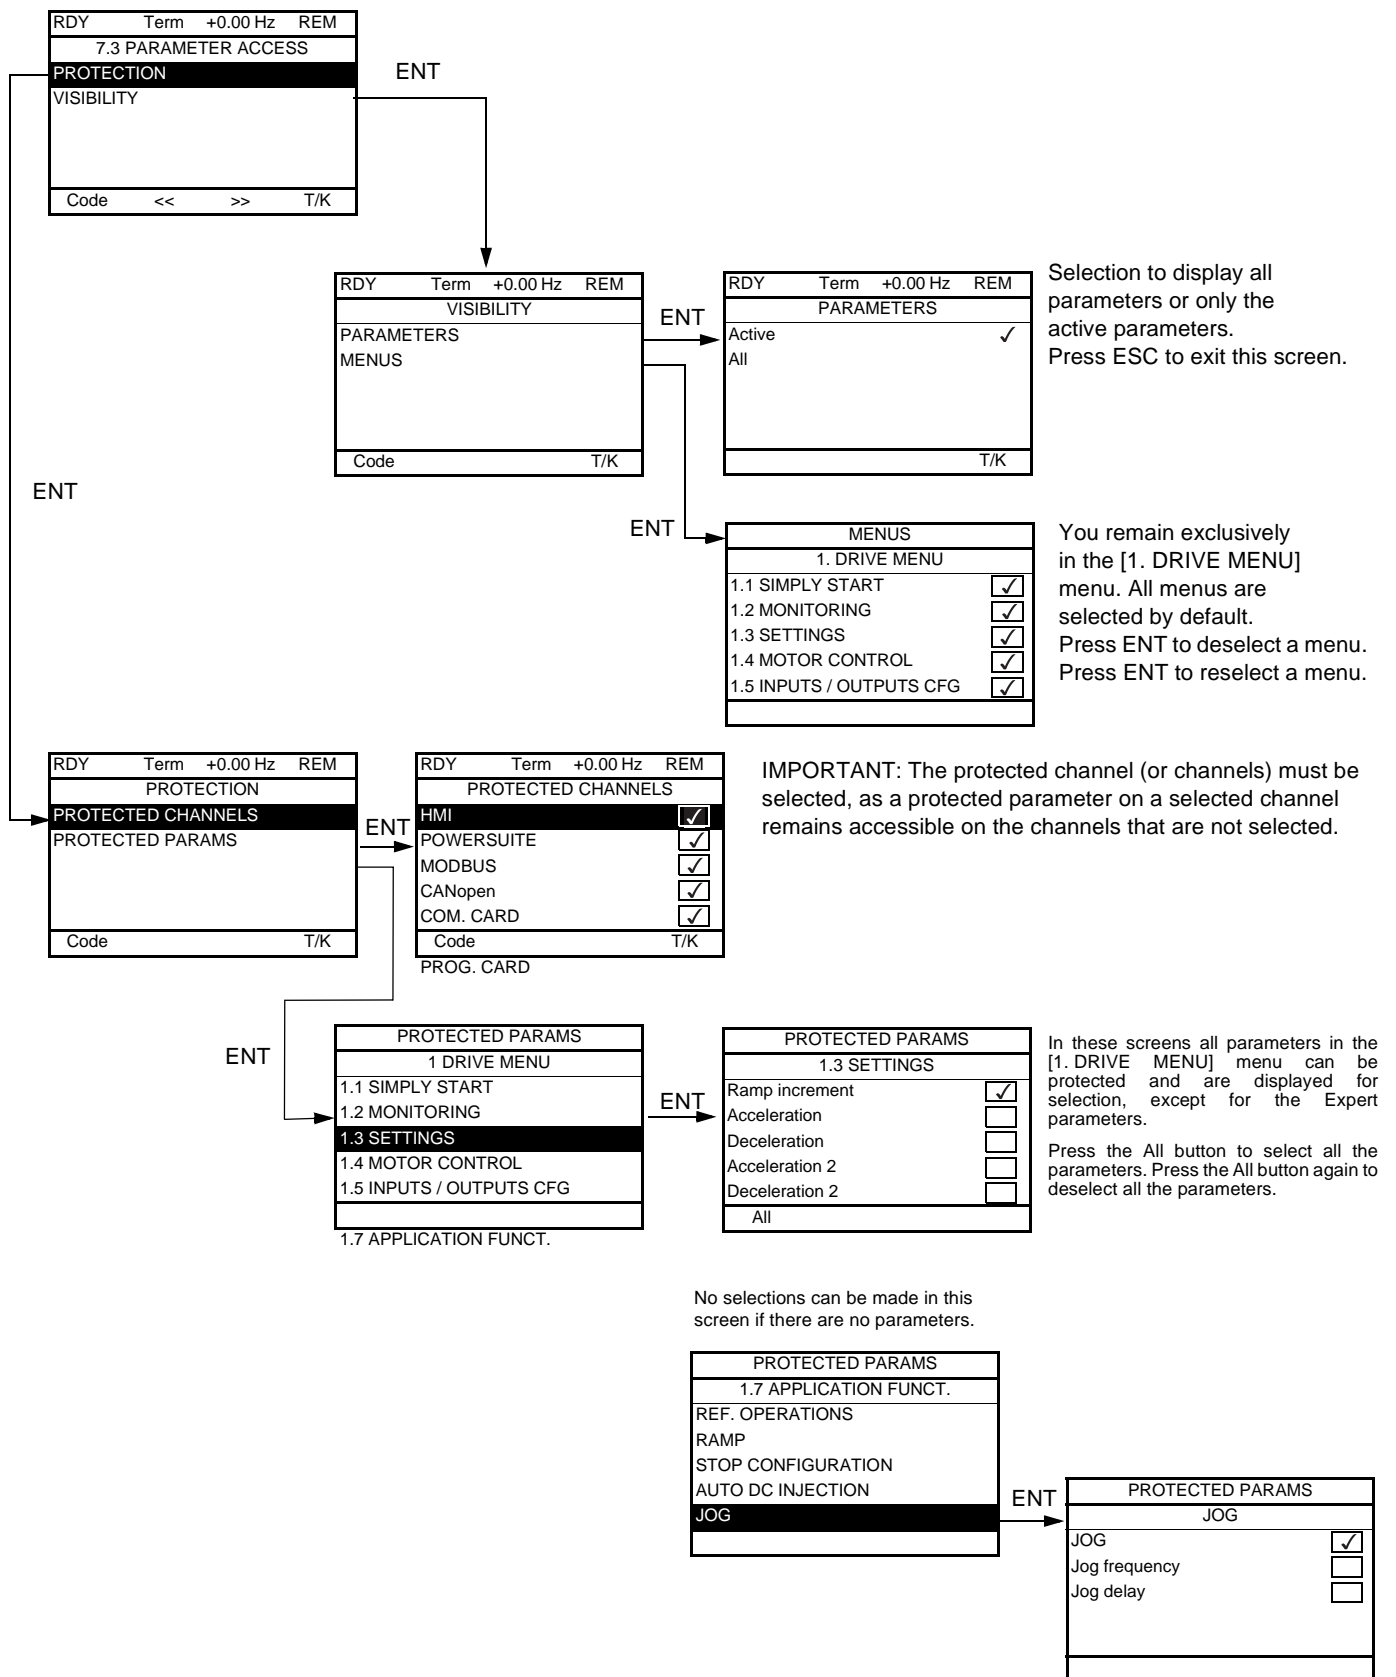 RDY Term +0.00 Hz REM
7.3 PARAMETER ACCESS
PROTECTION
VISIBILITY
Code << >> T/K
ENT
ENT
RDY Term +0.00 Hz REM
VISIBILITY
PARAMETERS
MENUS
Code T/K
ENT
RDY Term +0.00 Hz REM
PARAMETERS
Active ✓
All
T/K
Selection to display all
parameters or only the
active parameters.
Press ESC to exit this screen.
ENT
MENUS
1. DRIVE MENU
1.1 SIMPLY START ✓
1.2 MONITORING ✓
1.3 SETTINGS ✓
1.4 MOTOR CONTROL ✓
1.5 INPUTS / OUTPUTS CFG ✓
You remain exclusively
in the [1. DRIVE MENU]
menu. All menus are
selected by default.
Press ENT to deselect a menu.
Press ENT to reselect a menu.
RDY Term +0.00 Hz REM
PROTECTION
PROTECTED CHANNELS
PROTECTED PARAMS
Code T/K
ENT
RDY Term +0.00 Hz REM
PROTECTED CHANNELS
HMI ✓
POWERSUITE ✓
MODBUS ✓
CANopen ✓
COM. CARD ✓
Code T/K
PROG. CARD
IMPORTANT: The protected channel (or channels) must be
selected, as a protected parameter on a selected channel
remains accessible on the channels that are not selected.
ENT
PROTECTED PARAMS
1 DRIVE MENU
1.1 SIMPLY START
1.2 MONITORING
1.3 SETTINGS
1.4 MOTOR CONTROL
1.5 INPUTS / OUTPUTS CFG
1.7 APPLICATION FUNCT.
ENT
PROTECTED PARAMS
1.3 SETTINGS
Ramp increment ✓
Acceleration
Deceleration
Acceleration 2
Deceleration 2
All
In these screens all parameters in the
[1. DRIVE MENU] menu can be
protected and are displayed for
selection, except for the Expert
parameters.
Press the All button to select all the
parameters. Press the All button again to
deselect all the parameters.
No selections can be made in this
screen if there are no parameters.
PROTECTED PARAMS
1.7 APPLICATION FUNCT.
REF. OPERATIONS
RAMP
STOP CONFIGURATION
AUTO DC INJECTION
JOG
ENT
PROTECTED PARAMS
JOG
JOG ✓
Jog frequency
Jog delay